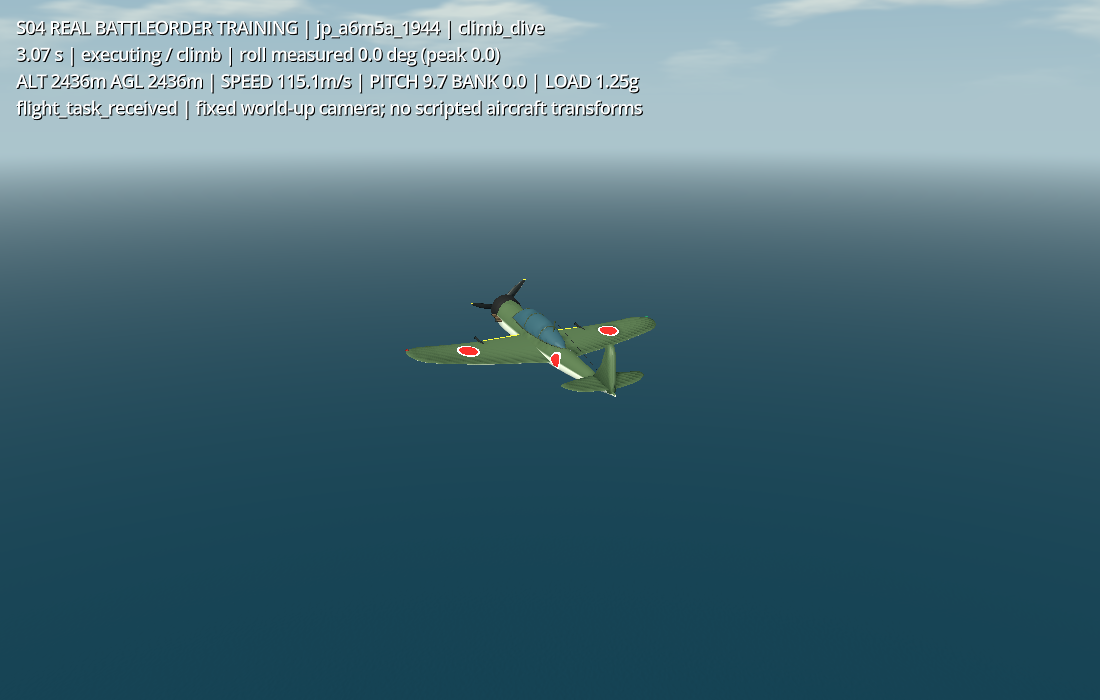 S04 REAL BATTLEORDER TRAINING | jp_a6m5a_1944 | climb_dive
3.07 s | executing / climb | roll measured 0.0 deg (peak 0.0)
ALT 2436m AGL 2436m | SPEED 115.1m/s | PITCH 9.7 BANK 0.0 | LOAD 1.25g
flight_task_received | fixed world-up camera; no scripted aircraft transforms